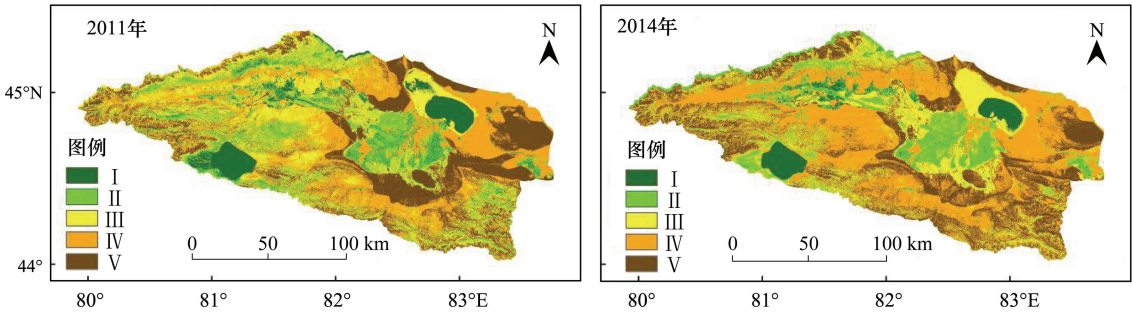 2011年
N
45°N
图例
I
II
III
IV
V
0 50 100 km
44°
80° 81° 82° 83°E
2014年
N
图例
I
II
III
IV
V
0 50 100 km
80° 81° 82° 83°E